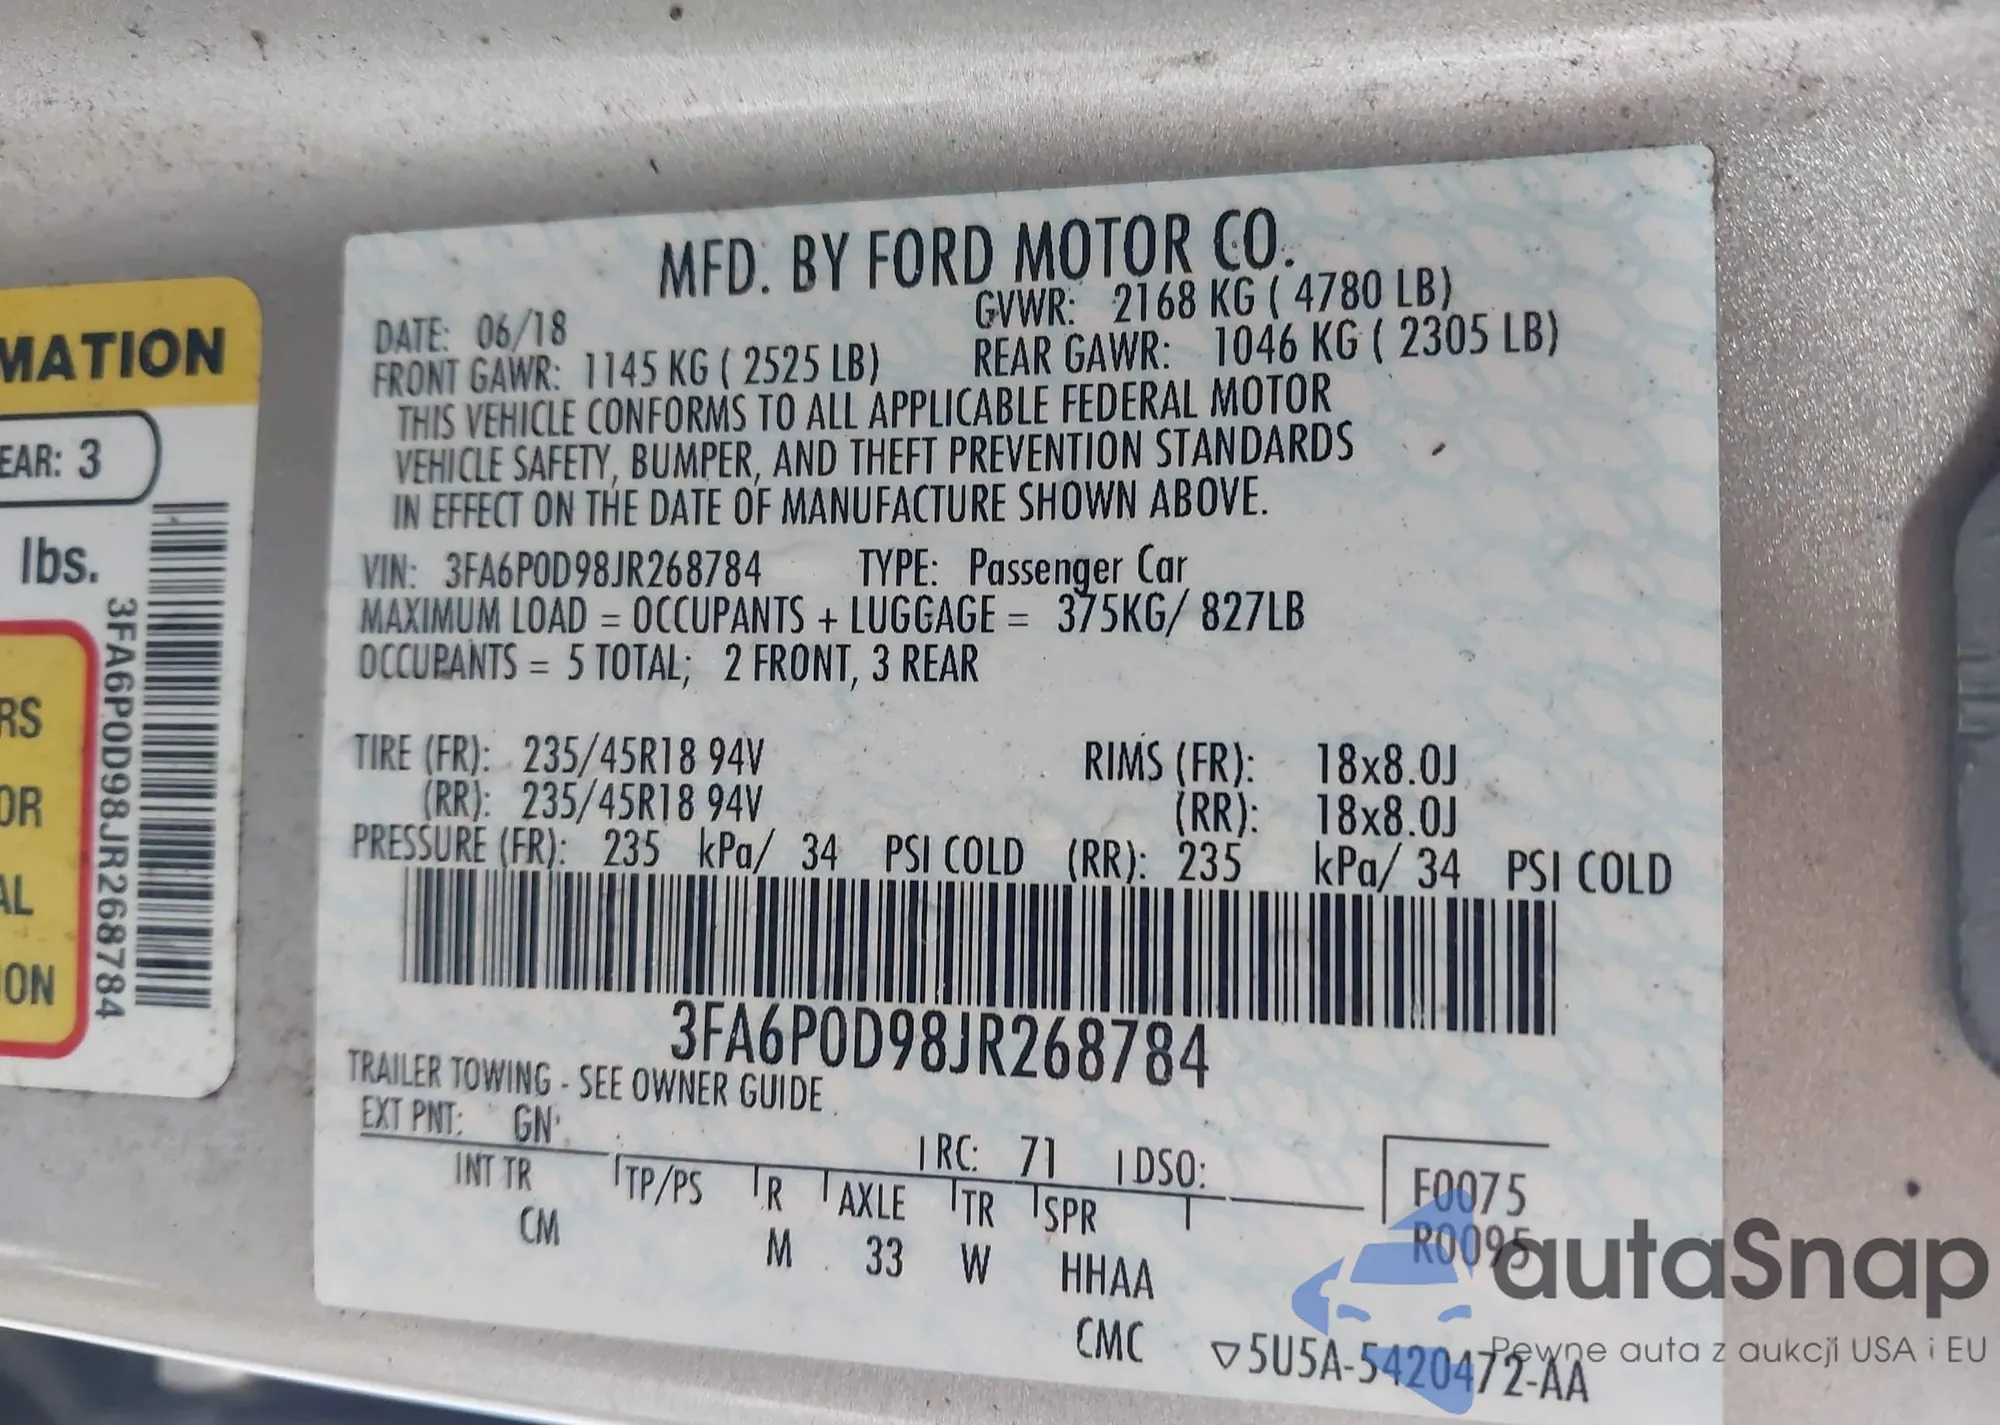 MATION
EAR: 3
lbs.
3FA6P0D98JR268784
RS
OR
AL
ION
MFD. BY FORD MOTOR CO.
DATE: 06/18 GVWR: 2168 KG ( 4780 LB)
FRONT GAWR: 1145 KG ( 2525 LB) REAR GAWR: 1046 KG ( 2305 LB)
THIS VEHICLE CONFORMS TO ALL APPLICABLE FEDERAL MOTOR
VEHICLE SAFETY, BUMPER, AND THEFT PREVENTION STANDARDS
IN EFFECT ON THE DATE OF MANUFACTURE SHOWN ABOVE.
VIN: 3FA6P0D98JR268784 TYPE: Passenger Car
MAXIMUM LOAD = OCCUPANTS + LUGGAGE = 375KG/ 827LB
OCCUPANTS = 5 TOTAL; 2 FRONT, 3 REAR
TIRE (FR): 235/45R18 94V RIMS (FR): 18x8.0J
(RR): 235/45R18 94V (RR): 18x8.0J
PRESSURE (FR): 235 kPa/ 34 PSI COLD (RR): 235 kPa/ 34 PSI COLD
3FA6P0D98JR268784
TRAILER TOWING - SEE OWNER GUIDE
EXT PNT: GN RC: 71 DSO:
INT TR TP/PS R AXLE TR SPR F0075
CM M 33 W HHAA R0095
CMC ▽5U5A-5420472-AA
autaSnap
Pewne auta z aukcji USA i EU